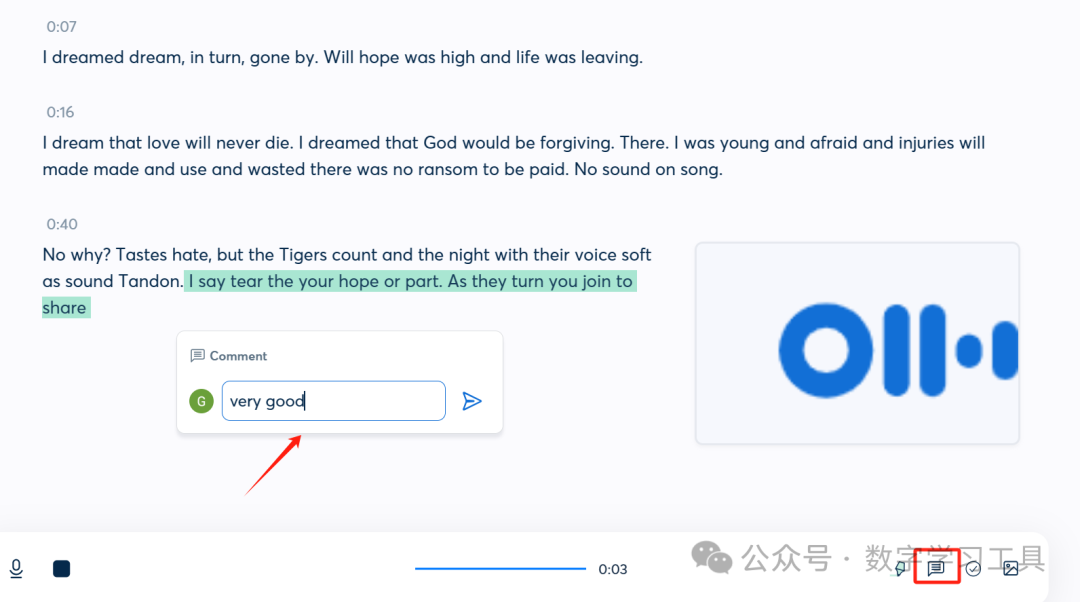 0:07
I dreamed dream, in turn, gone by. Will hope was high and life was leaving.
0:16
I dream that love will never die. I dreamed that God would be forgiving. There. I was young and afraid and injuries will
made made and use and wasted there was no ransom to be paid. No sound on song.
0:40
No why? Tastes hate, but the Tigers count and the night with their voice soft
as sound Tandon. I say tear the your hope or part. As they turn you join to
share
Comment
G
very good
0:03
公众号 · 数字学习工具